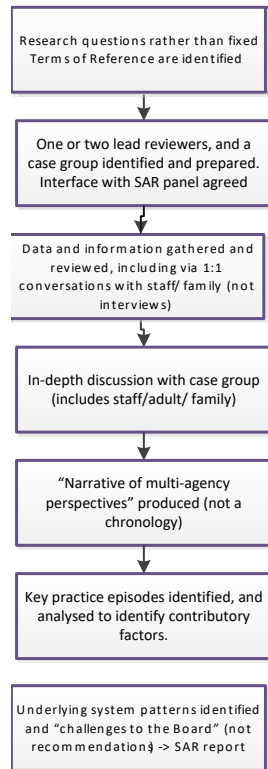 Research questions rather than fixed
Terms of Reference are identified
One or two lead reviewers, and a
case group identified and prepared.
Interface with SAR panel agreed
Data and information gathered and
reviewed, including via 1:1
conversations with staff/ family (not
interviews)
In-depth discussion with case group
(includes staff/adult/ family)
“Narrative of multi-agency
perspectives” produced (not a
chronology)
Key practice episodes identified, and
analysed to identify contributory
factors.
Underlying system patterns identified
and “challenges to the Board” (not
recommendations) -> SAR report